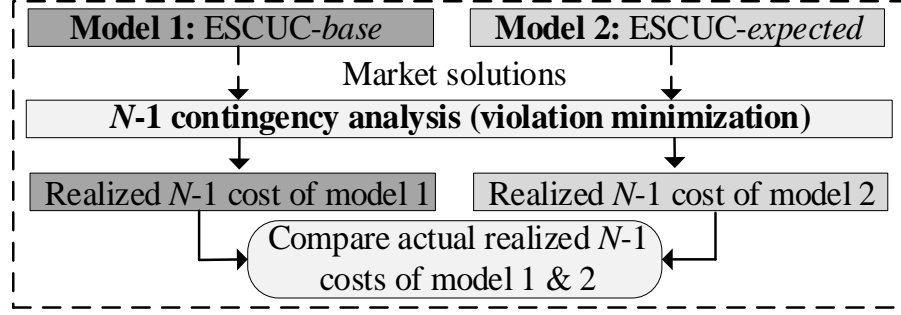 Model 1: ESCUC-base
Model 2: ESCUC-expected
Market solutions
N-1 contingency analysis (violation minimization)
Realized N-1 cost of model 1
Realized N-1 cost of model 2
Compare actual realized N-1
costs of model 1 & 2